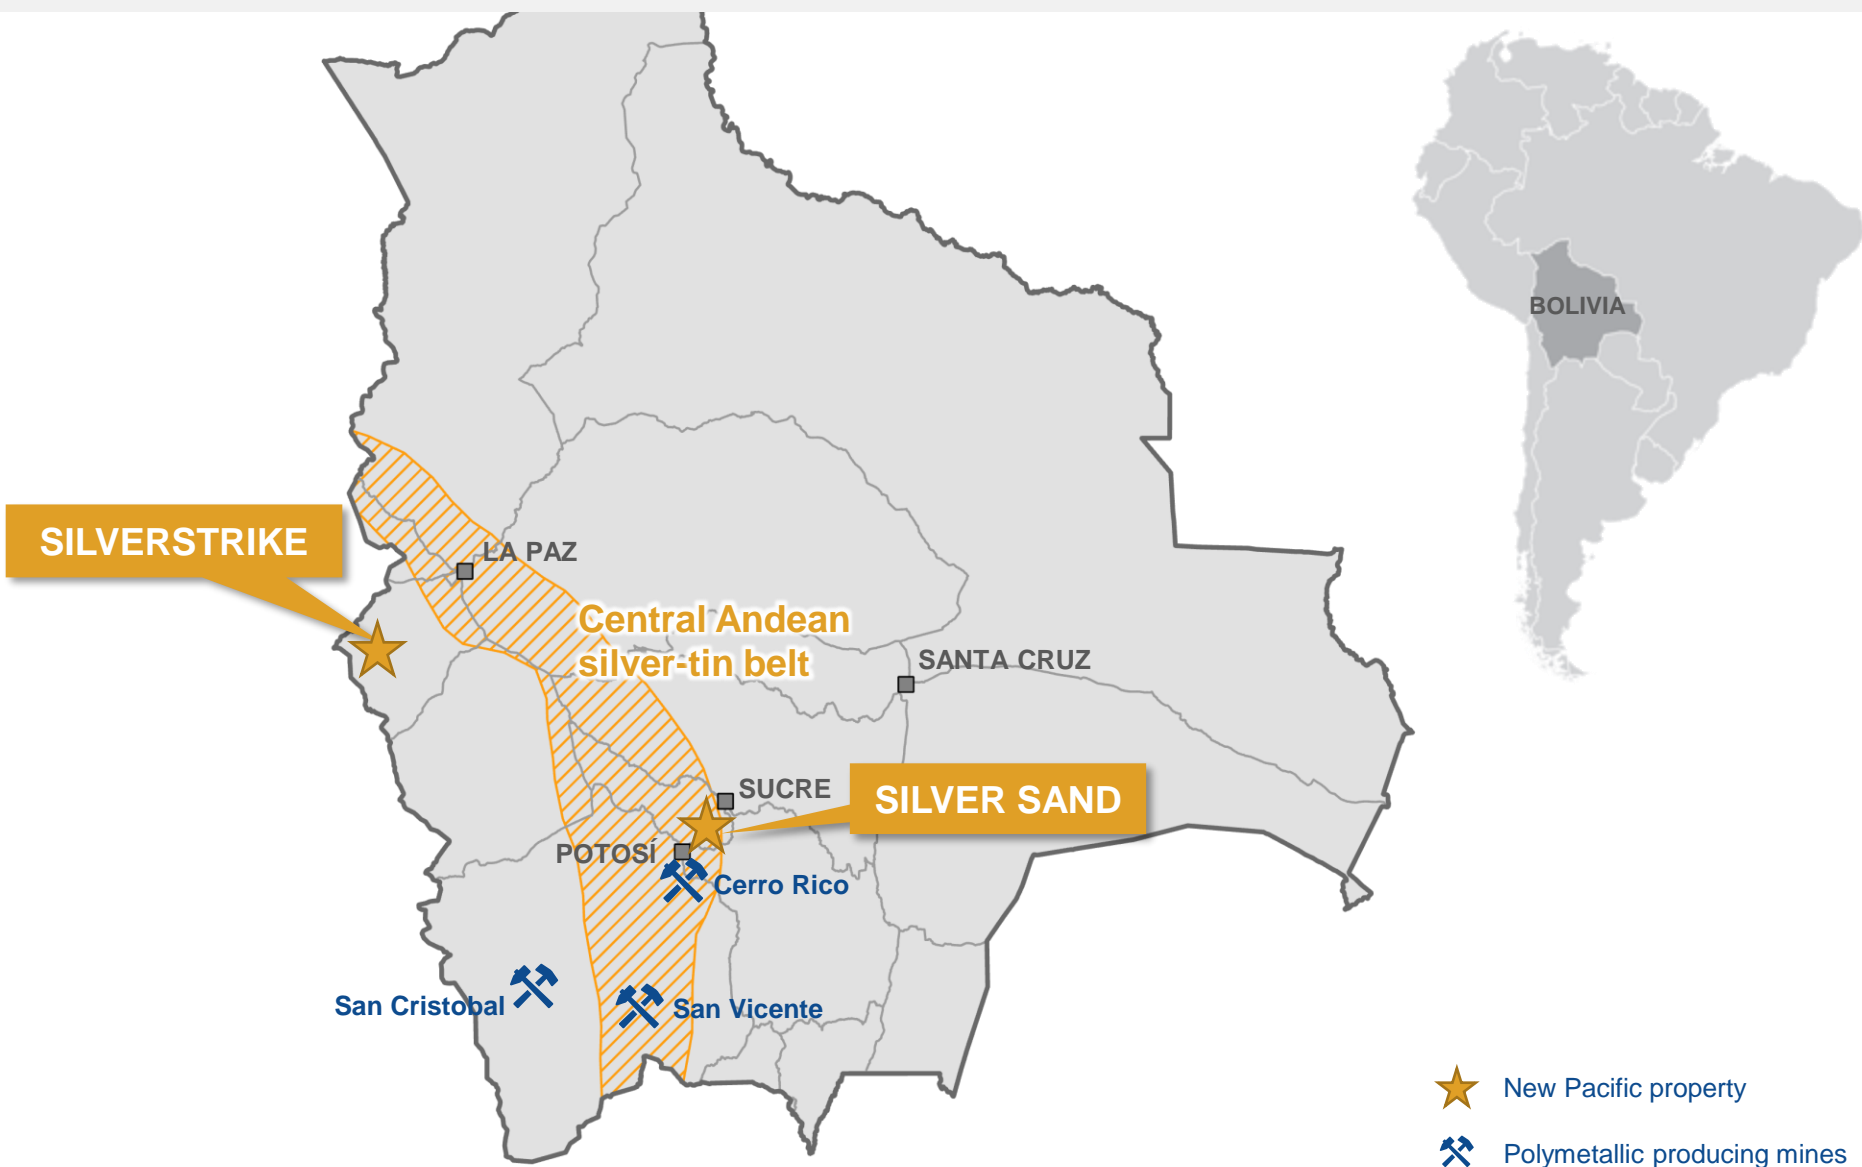 BOLIVIA
SILVERSTRIKE
LA PAZ
Central Andean
silver-tin belt
SANTA CRUZ
SUCRE
SILVER SAND
POTOSÍ
Cerro Rico
San Cristobal
San Vicente
New Pacific property
Polymetallic producing mines